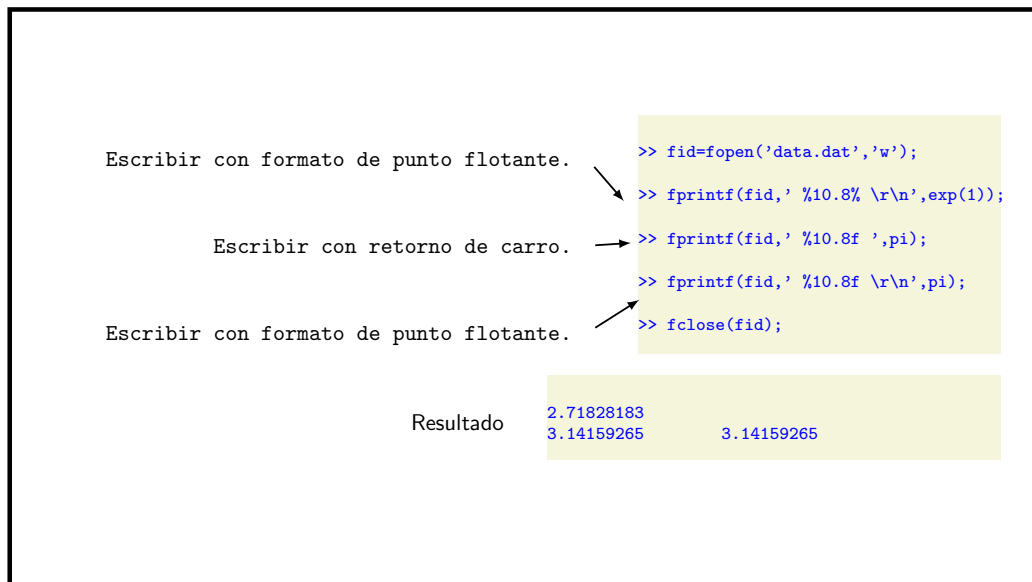 Escribir con formato de punto flotante.
Escribir con retorno de carro.
Escribir con formato de punto flotante.
>> fid=fopen('data.dat','w');
>> fprintf(fid,' %10.8% \r\n',exp(1));
>> fprintf(fid,' %10.8f ',pi);
>> fprintf(fid,' %10.8f \r\n',pi);
>> fclose(fid);
Resultado
2.71828183
3.14159265 3.14159265